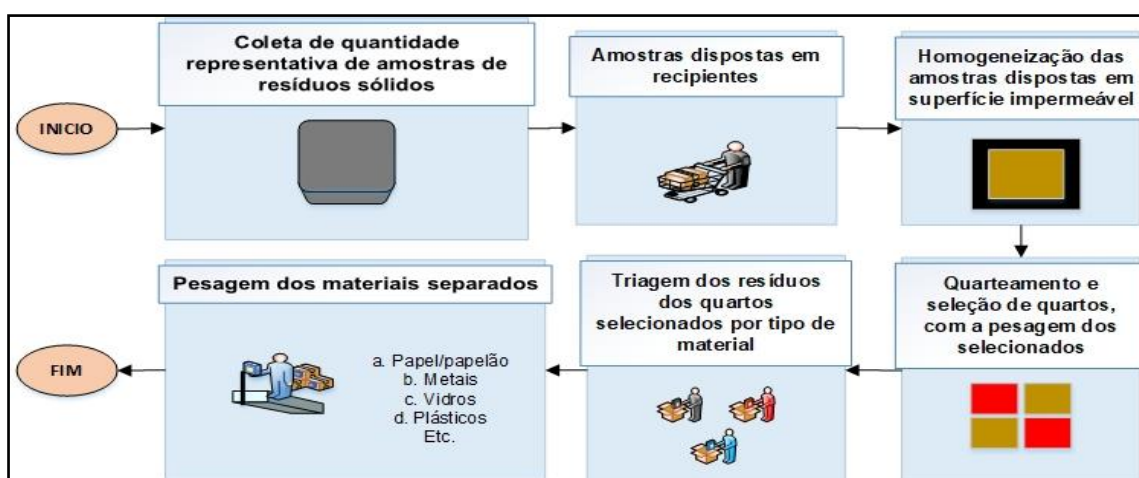 Coleta de quantidade
representativa de amostras de
resíduos sólidos
Amostras dispostas em
recipientes
Homogeneização das
amostras dispostas em
superfície impermeável
INICIO
Quarteamento e
seleção de quartos,
com a pesagem dos
selecionados
Triagem dos resíduos
dos quartos
selecionados por tipo de
material
Pesagem dos materiais separados
a. Papel/papelão
b. Metais
c. Vidros
d. Plásticos
Etc.
FIM